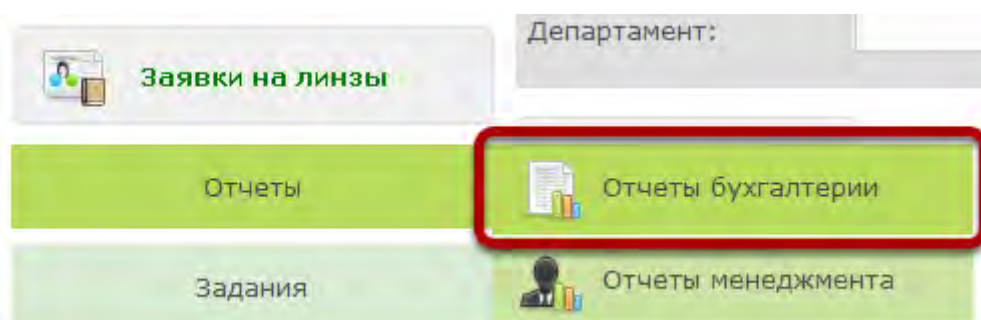 Департамент:
Заявки на линзы
Отчеты
Отчеты бухгалтерии
Задания
Отчеты менеджмента